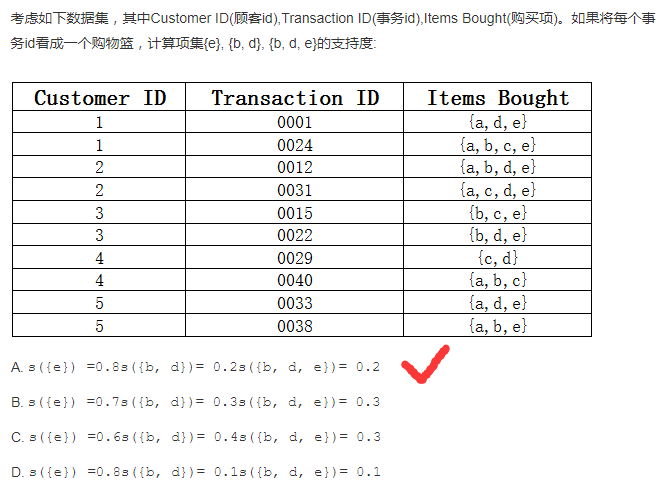 考虑如下数据集，其中Customer ID(顾客id),Transaction ID(事务id),Items Bought(购买项)。如果将每个事
务id看成一个购物篮，计算项集{e}, {b, d}, {b, d, e}的支持度:
Customer ID Transaction ID Items Bought
1 0001 {a,d,e}
1 0024 {a,b,c,e}
2 0012 {a,b,d,e}
2 0031 {a,c,d,e}
3 0015 {b,c,e}
3 0022 {b,d,e}
4 0029 {c,d}
4 0040 {a,b,c}
5 0033 {a,d,e}
5 0038 {a,b,e}
A. s({e}) =0.8s({b, d})= 0.2s({b, d, e})= 0.2
B. s({e}) =0.7s({b, d})= 0.3s({b, d, e})= 0.3
C. s({e}) =0.6s({b, d})= 0.4s({b, d, e})= 0.3
D. s({e}) =0.8s({b, d})= 0.1s({b, d, e})= 0.1